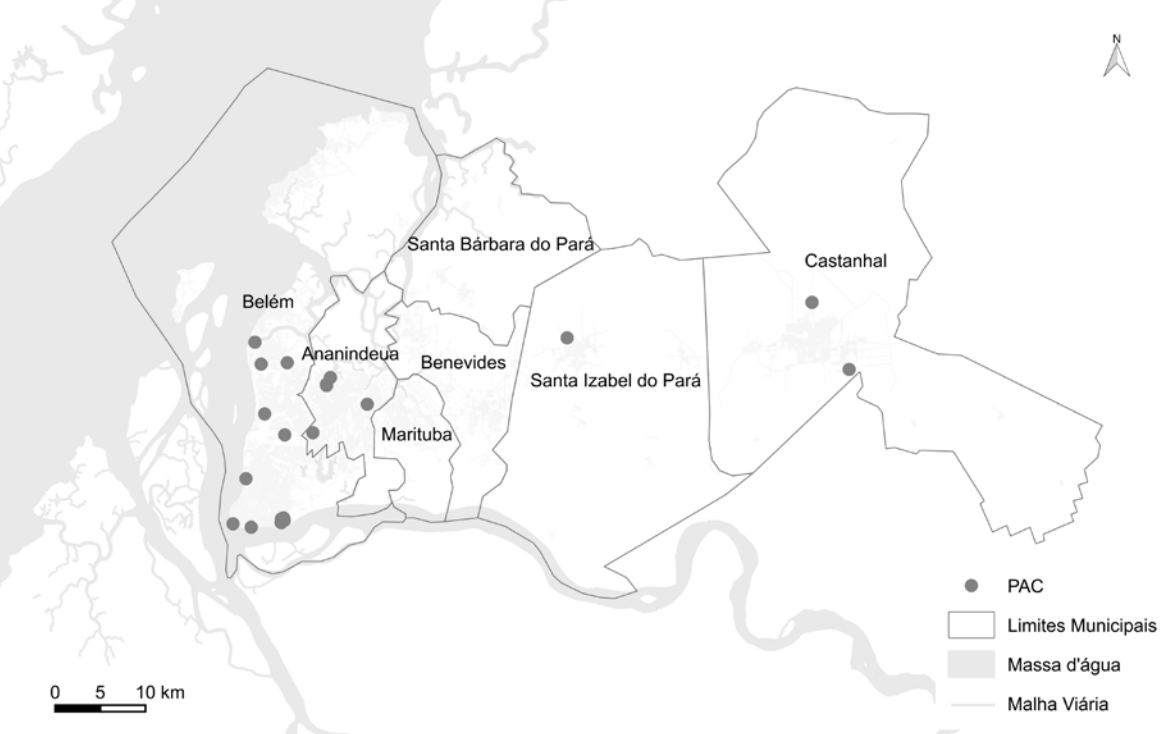 N
Santa Bárbara do Pará
Castanhal
Belém
Ananindeua
Benevides
Santa Izabel do Pará
Marituba
PAC
Limites Municipais
Massa d'água
Malha Viária
0 5 10 km